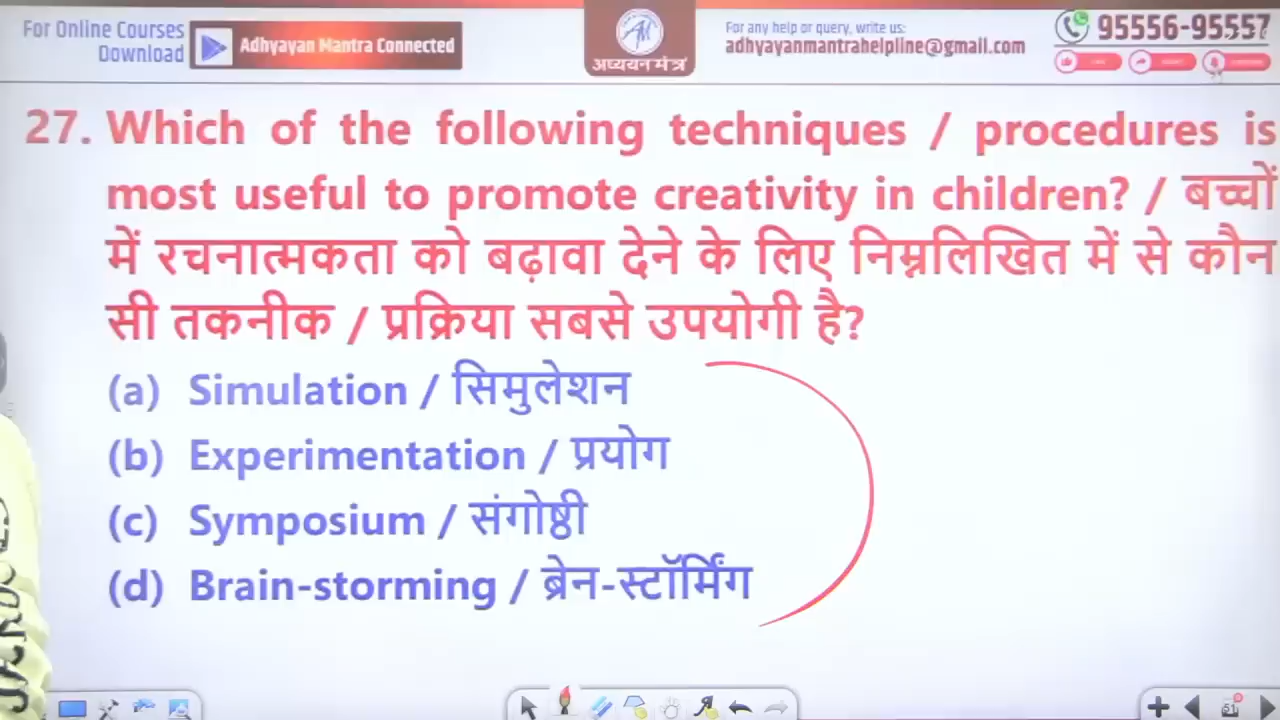 For Online Courses
Download
Adhyayan Mantra Connected
अध्ययन मंत्र
For any help or query, write us:
adhyayanmantrahelpline@gmail.com
95556-95557
27. Which of the following techniques / procedures is
most useful to promote creativity in children? / बच्चों
में रचनात्मकता को बढ़ावा देने के लिए निम्नलिखित में से कौन
सी तकनीक / प्रक्रिया सबसे उपयोगी है?
(a) Simulation / सिमुलेशन
(b) Experimentation / प्रयोग
(c) Symposium / संगोष्ठी
(d) Brain-storming / ब्रेन-स्टॉर्मिंग
51